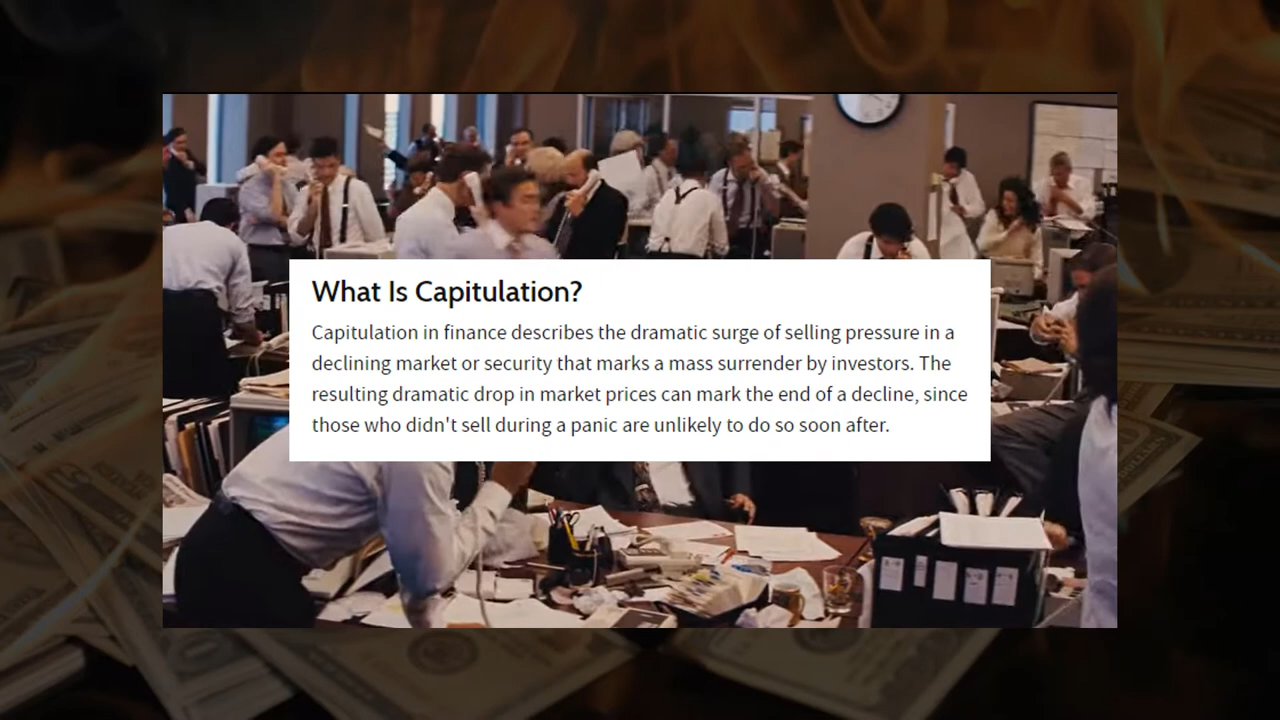 What Is Capitulation?
Capitulation in finance describes the dramatic surge of selling pressure in a
declining market or security that marks a mass surrender by investors. The
resulting dramatic drop in market prices can mark the end of a decline, since
those who didn't sell during a panic are unlikely to do so soon after.